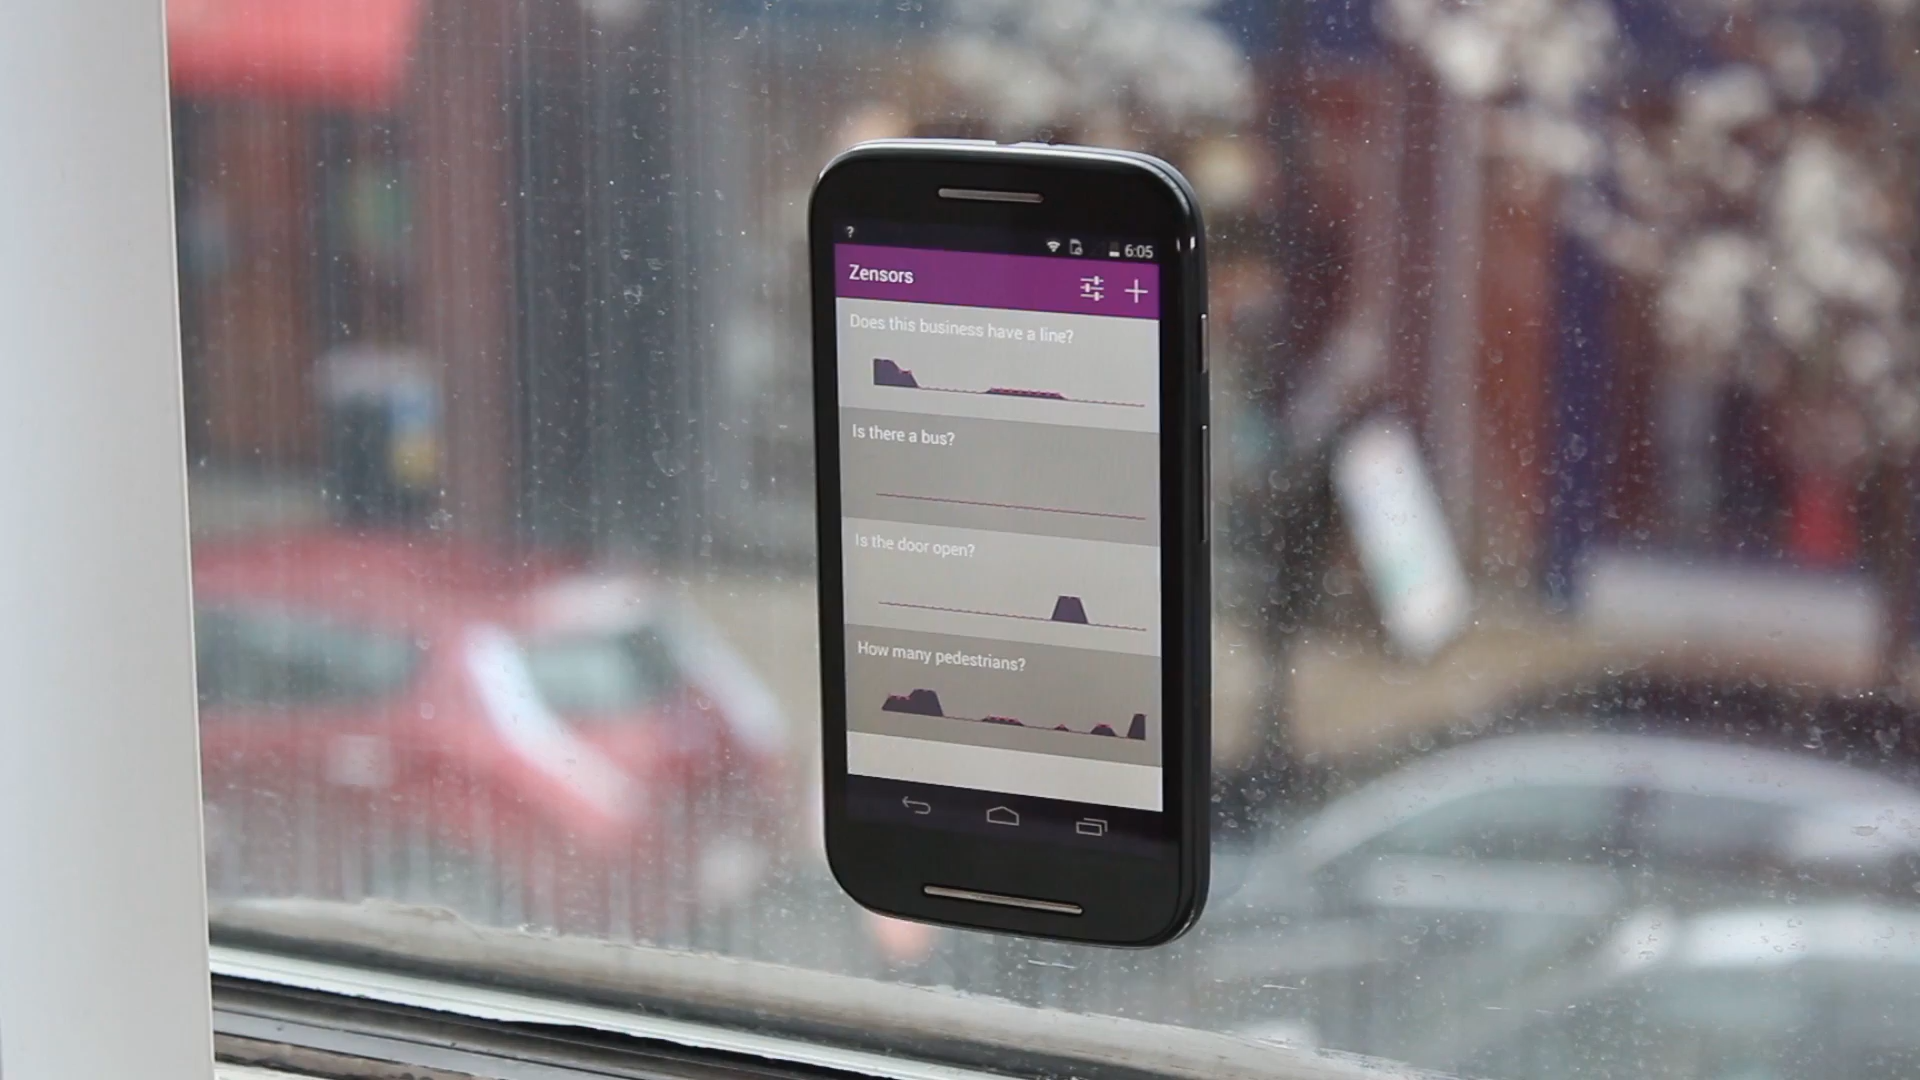 ?
6:05
Zensors
Does this business have a line?
Is there a bus?
Is the door open?
How many pedestrians?